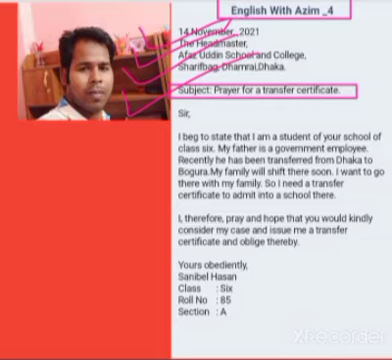 English With Azim _4
14 November, 2021
The Headmaster,
Afaz Uddin School and College,
Sharifbag, Dhamrai,Dhaka.
Subject: Prayer for a transfer certificate.
Sir,
I beg to state that I am a student of your school of
class six. My father is a government employee.
Recently he has been transferred from Dhaka to
Bogura.My family will shift there soon. I want to go
there with my family. So I need a transfer
certificate to admit into a school there.
I, therefore, pray and hope that you would kindly
consider my case and issue me a transfer
certificate and oblige thereby.
Yours obediently,
Sanibel Hasan
Class : Six
Roll No : 85
Section : A
XRecorder